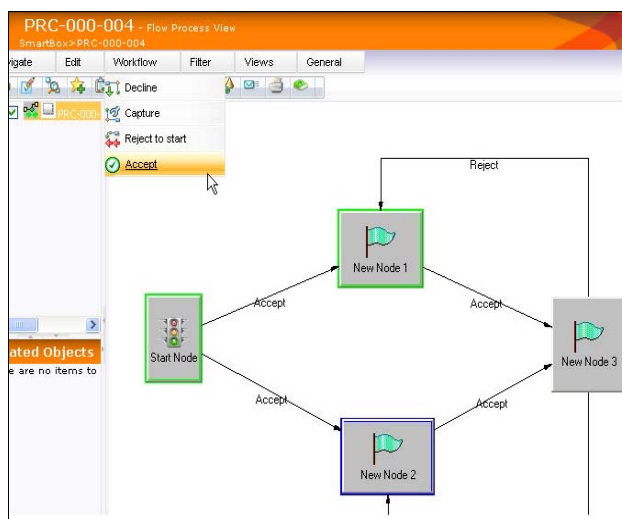 PRC-000-004 - Flow Process View
SmartBox>PRC-000-004
vigate Edit Workflow Filter Views General
Decline
PRC-000-
Capture
Reject to start
Accept
Reject
New Node 1
Accept
Accept
Start Node
New Node 3
ated Objects
e are no items to
Accept
Accept
New Node 2